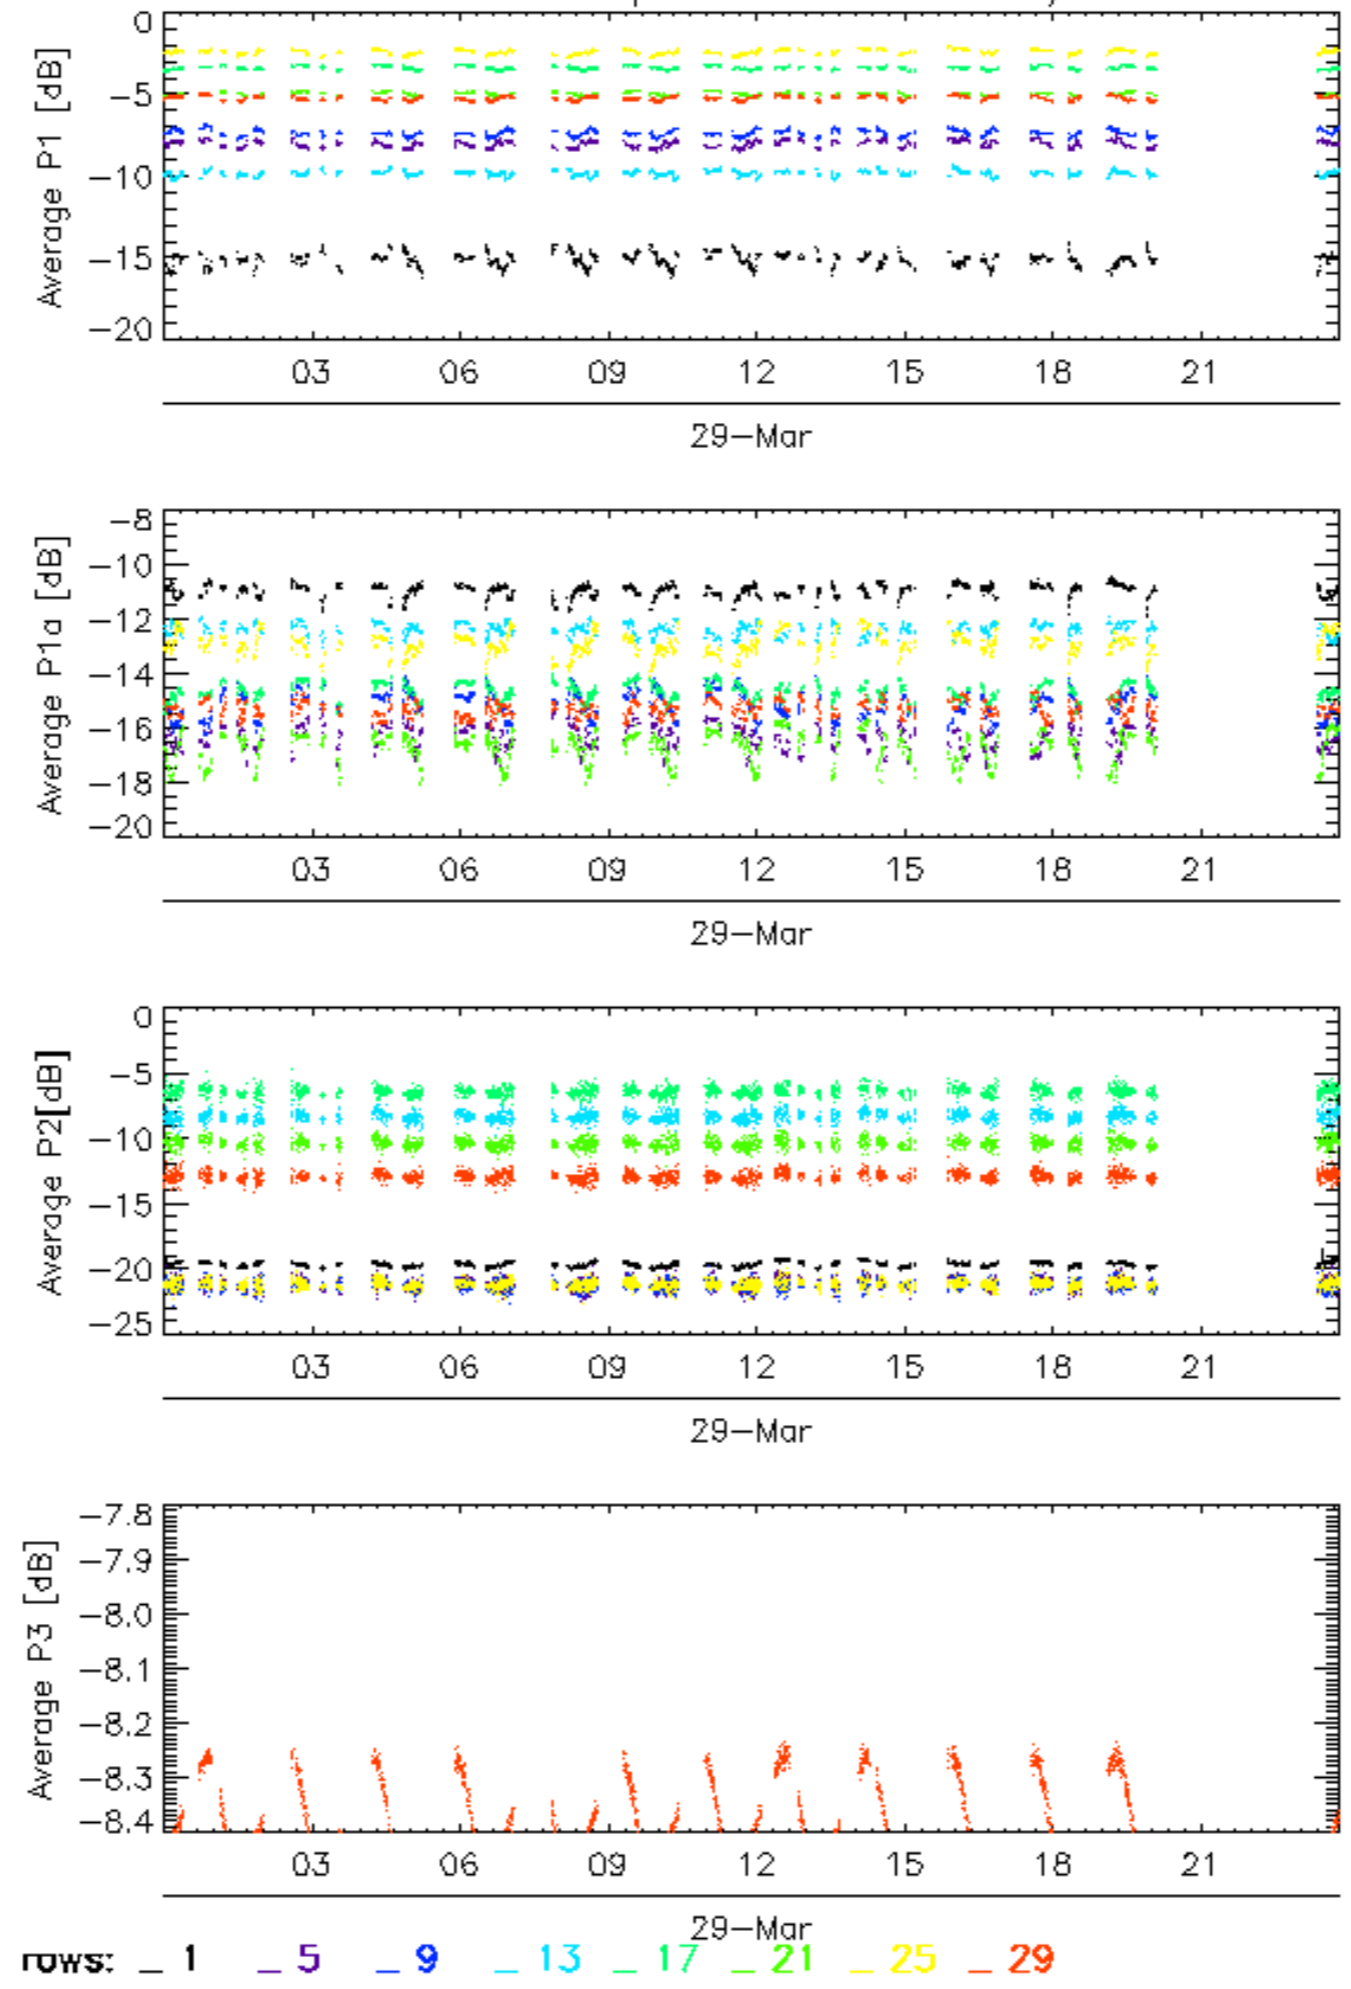 0
−5
−10
−15
−20
Average P1 [dB]
03 06 09 12 15 18 21
29−Mar
−8
−10
−12
−14
−16
−18
−20
Average P1a [dB]
03 06 09 12 15 18 21
29−Mar
0
−5
−10
−15
−20
−25
Average P2[dB]
03 06 09 12 15 18 21
29−Mar
−7.8
−7.9
−8.0
−8.1
−8.2
−8.3
−8.4
Average P3 [dB]
03 06 09 12 15 18 21
29−Mar
rows: _ 1 _ 5 _ 9 _ 13 _ 17 _ 21 _ 25 _ 29